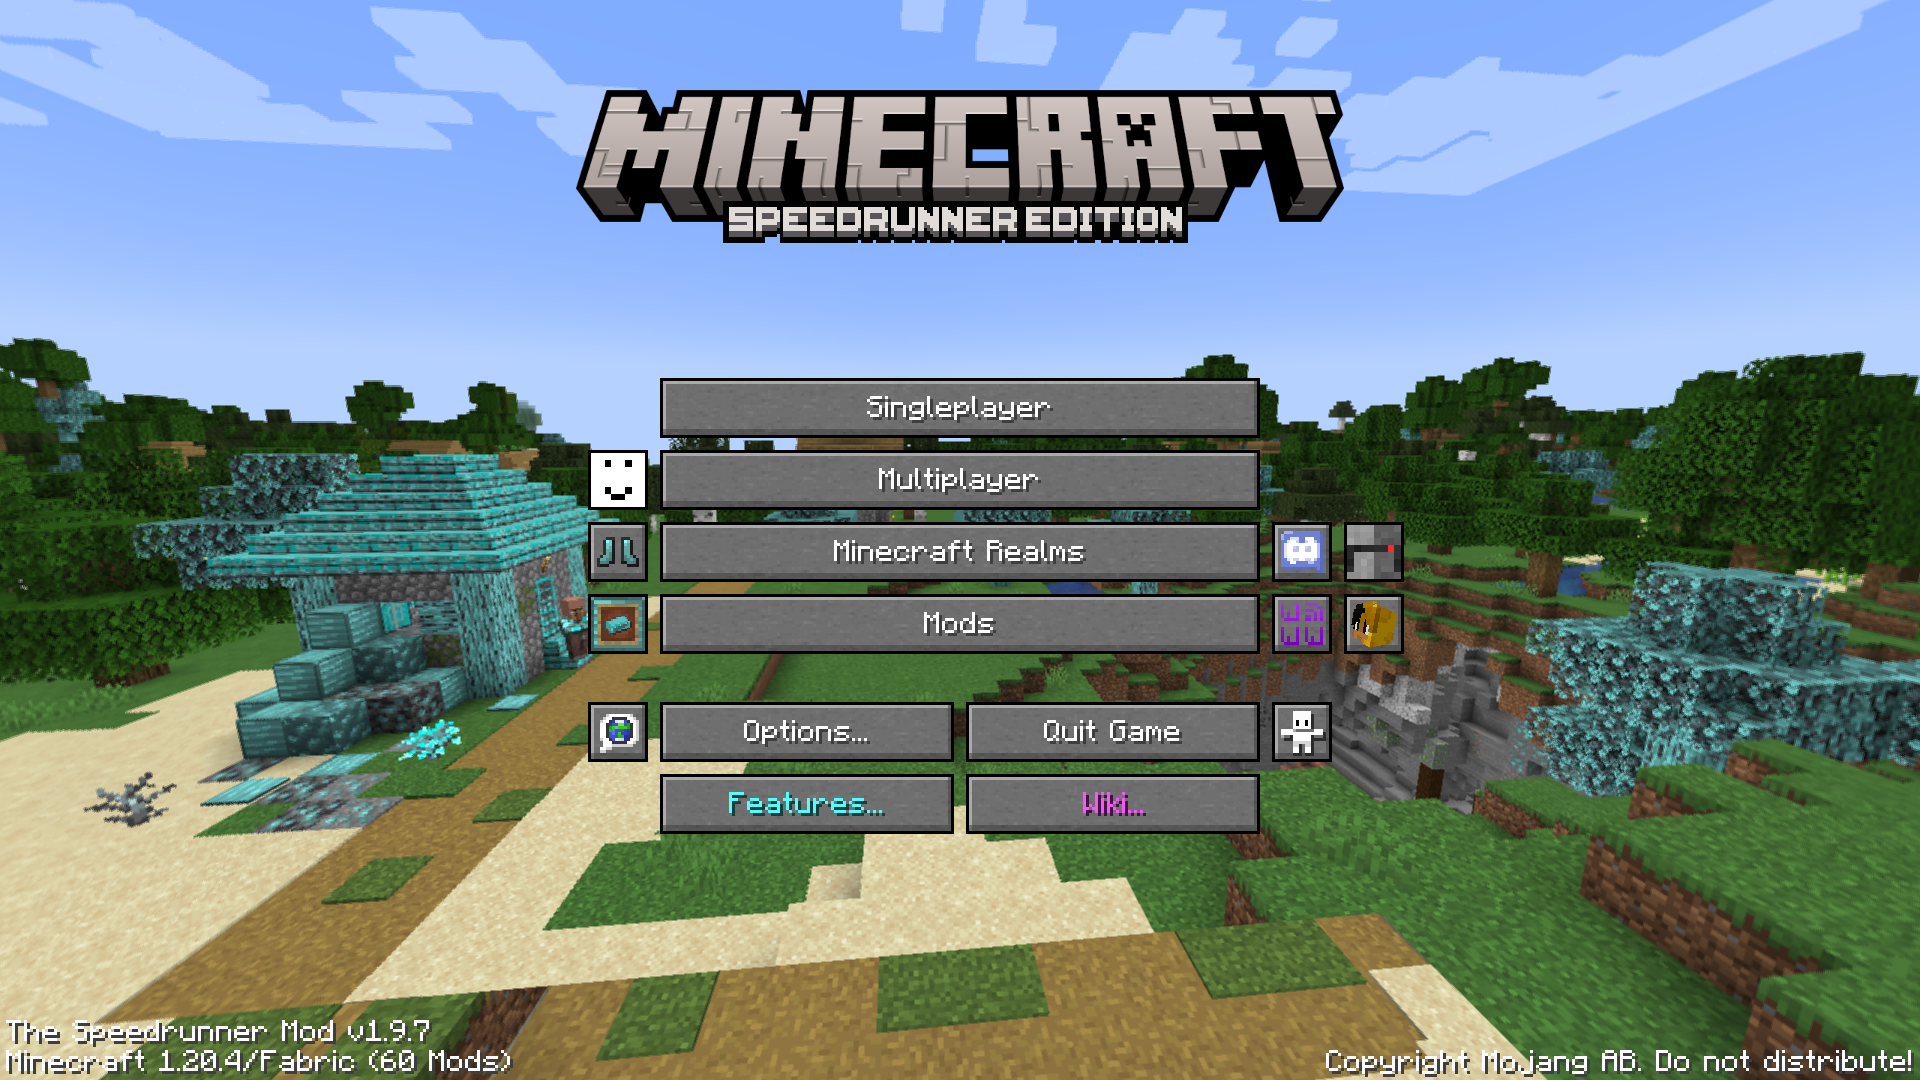 MINECRAFT
SPEEDRUNNER EDITION
Singleplayer
Multiplayer
Minecraft Realms
Mods
Options...
Quit Game
Features...
Wiki...
The Speedrunner Mod v1.9.7
Minecraft 1.20.4/Fabric (60 Mods)
Copyright Mojang AB. Do not distribute!